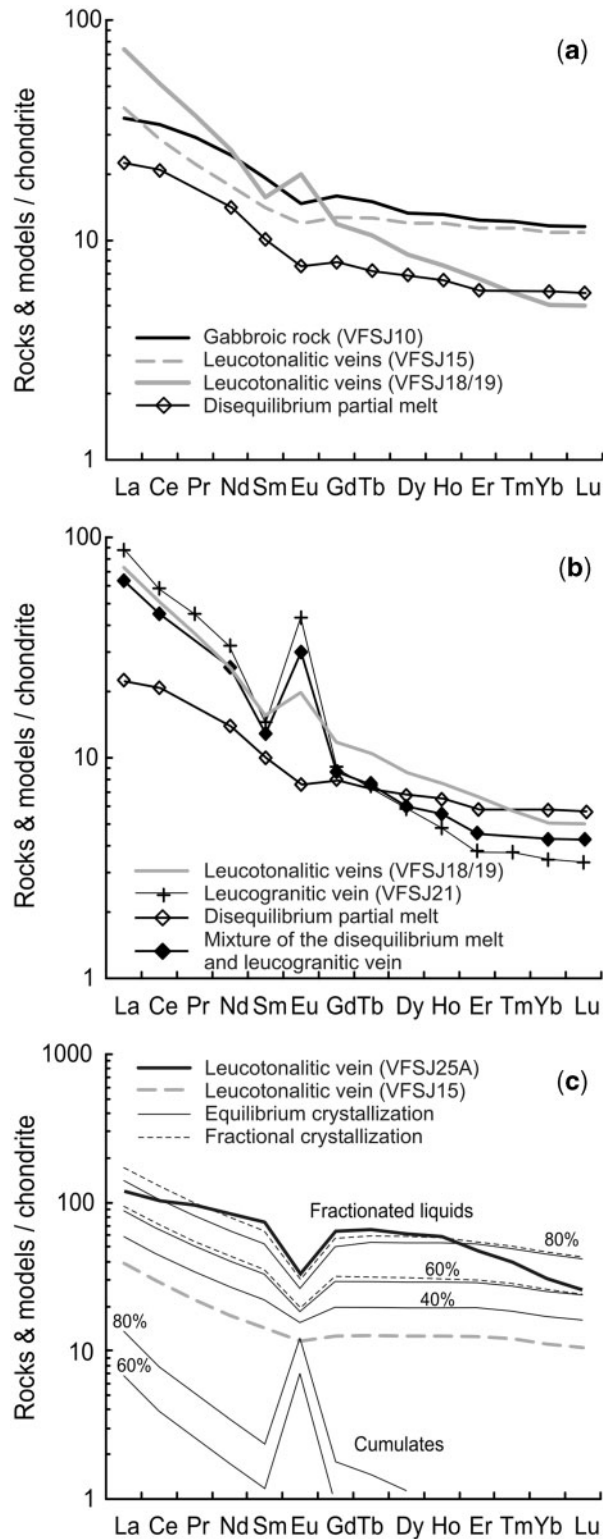 100
(a)
10
1
Rocks & models / chondrite
Gabbroic rock (VFSJ10)
Leucotonalitic veins (VFSJ15)
Leucotonalitic veins (VFSJ18/19)
Disequilibrium partial melt
La Ce Pr Nd Sm Eu Gd Tb Dy Ho Er Tm Yb Lu
100
(b)
10
1
Rocks & models / chondrite
Leucotonalitic veins (VFSJ18/19)
Leucogranitic vein (VFSJ21)
Disequilibrium partial melt
Mixture of the disequilibrium melt
and leucogranitic vein
La Ce Pr Nd Sm Eu Gd Tb Dy Ho Er Tm Yb Lu
1000
(c)
100
10
1
Rocks & models / chondrite
Leucotonalitic vein (VFSJ25A)
Leucotonalitic vein (VFSJ15)
Equilibrium crystallization
Fractional crystallization
Fractionated liquids
80%
60%
40%
80%
60%
Cumulates
La Ce Pr Nd Sm Eu Gd Tb Dy Ho Er Tm Yb Lu